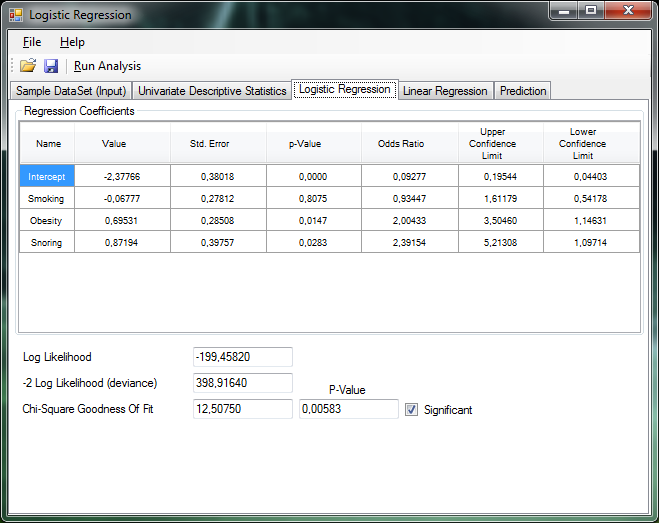 Logistic Regression
File Help
Run Analysis
Sample DataSet (Input) Univariate Descriptive Statistics Logistic Regression Linear Regression Prediction
Regression Coefficients
Name Value Std. Error p-Value Odds Ratio Upper Confidence Limit Lower Confidence Limit
Intercept -2,37766 0,38018 0,0000 0,09277 0,19544 0,04403
Smoking -0,06777 0,27812 0,8075 0,93447 1,61179 0,54178
Obesity 0,69531 0,28508 0,0147 2,00433 3,50460 1,14631
Snoring 0,87194 0,39757 0,0283 2,39154 5,21308 1,09714
Log Likelihood -199,45820
-2 Log Likelihood (deviance) 398,91640
P-Value
Chi-Square Goodness Of Fit 12,50750 0,00583 Significant